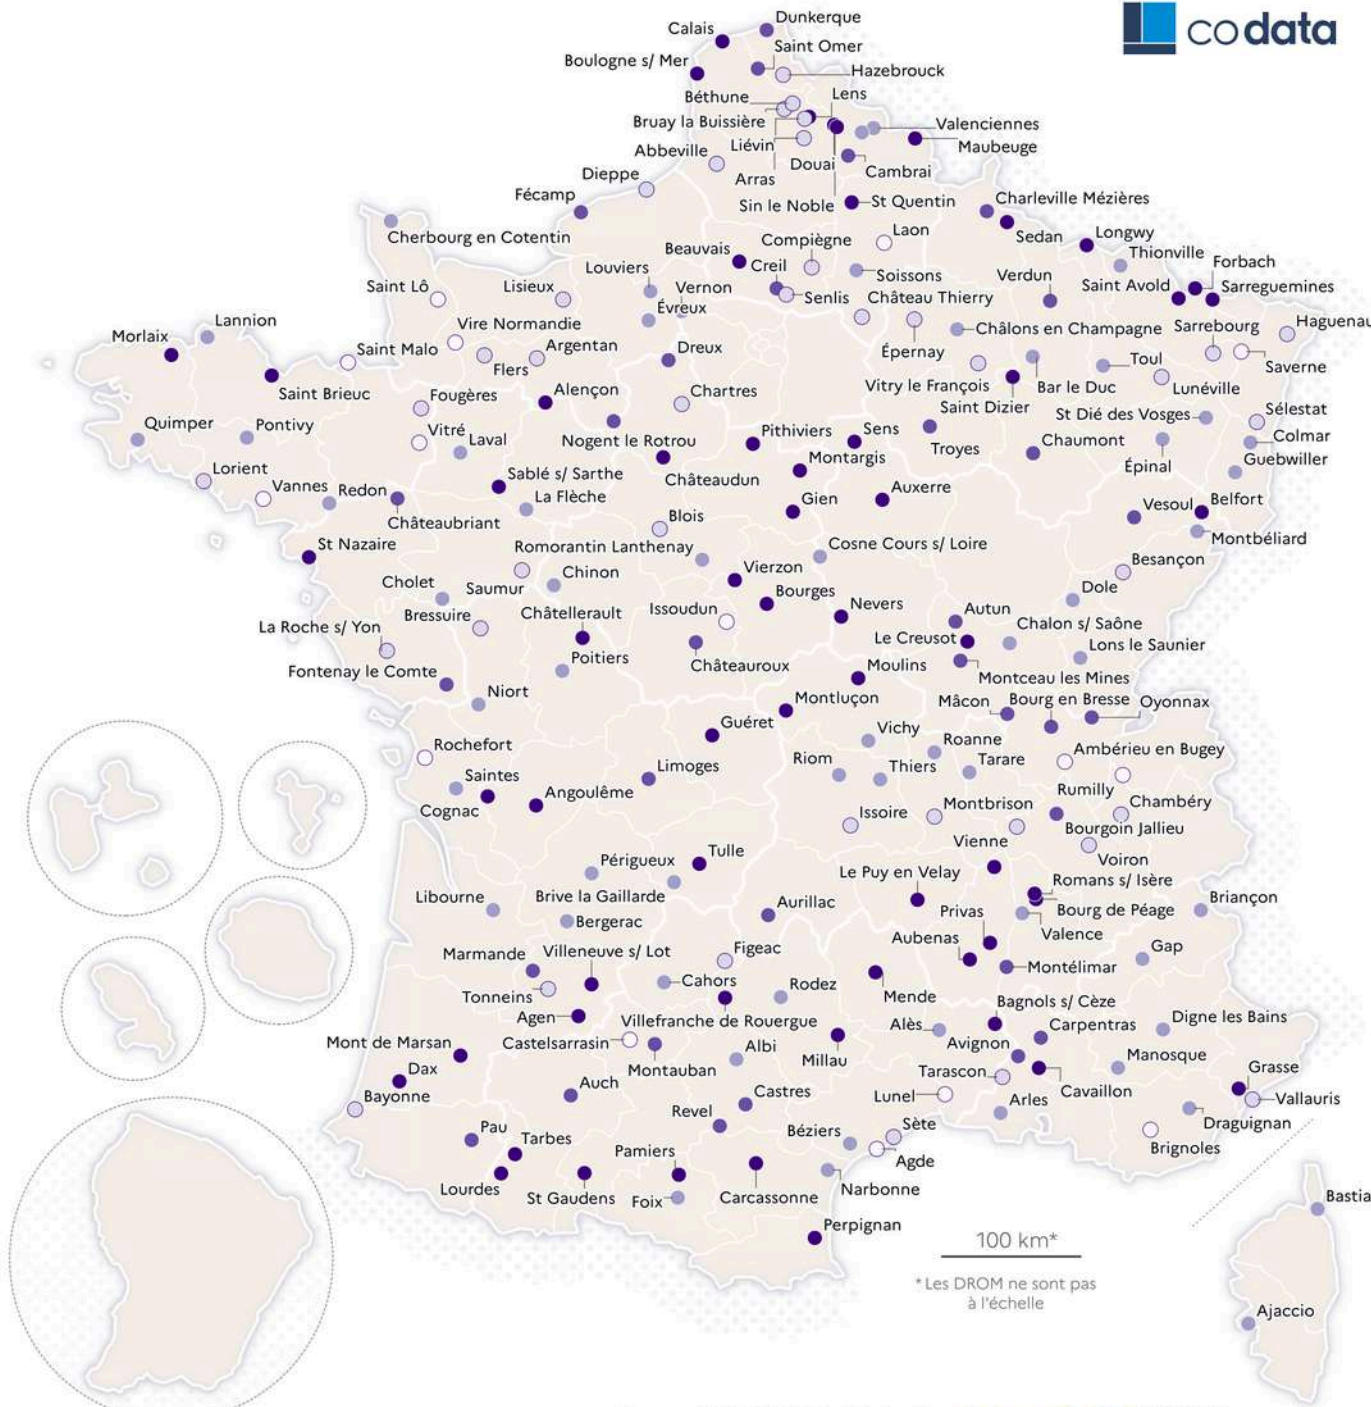 codata
Dunkerque
Calais
Saint Omer
Boulogne s/ Mer
Hazebrouck
Béthune
Lens
Bruay la Buissière
Valenciennes
Liévin
Maubeuge
Abbeville
Douai
Cambrai
Arras
Dieppe
Fécamp
Sin le Noble
St Quentin
Charleville Mézières
Cherbourg en Cotentin
Laon
Sedan
Longwy
Beauvais
Compiègne
Thionville
Louviers
Creil
Soissons
Verdun
Forbach
Saint Lô
Lisieux
Vernon
Senlis
Château Thierry
Saint Avold
Sarreguemines
Évreux
Lannion
Vire Normandie
Châlons en Champagne
Sarrebourg
Haguenau
Morlaix
Saint Malo
Argentan
Dreux
Épernay
Toul
Saverne
Flers
Vitry le François
Bar le Duc
Lunéville
Saint Brieuc
Fougères
Alençon
Chartres
Saint Dizier
St Dié des Vosges
Sélestat
Quimper
Pontivy
Vitré
Laval
Nogent le Rotrou
Pithiviers
Sens
Troyes
Chaumont
Colmar
Lorient
Sablé s/ Sarthe
Châteaudun
Montargis
Épinal
Guebwiller
Vannes
Redon
La Flèche
Gien
Auxerre
Vesoul
Belfort
Châteaubriant
Blois
Montbéliard
St Nazaire
Romorantin Lanthenay
Cosne Cours s/ Loire
Besançon
Cholet
Saumur
Chinon
Vierzon
Dole
Bressuire
Châtellerault
Issoudun
Bourges
Nevers
Autun
Chalon s/ Saône
La Roche s/ Yon
Le Creusot
Lons le Saunier
Fontenay le Comte
Poitiers
Châteauroux
Moulins
Montceau les Mines
Niort
Montluçon
Mâcon
Bourg en Bresse
Oyonnax
Guéret
Vichy
Rochefort
Roanne
Ambérieu en Bugey
Saintes
Limoges
Riom
Thiers
Tarare
Rumilly
Cognac
Angoulême
Issoire
Montbrison
Chambéry
Vienne
Bourgoin Jallieu
Voiron
Périgueux
Tulle
Le Puy en Velay
Romans s/ Isère
Libourne
Brive la Gaillarde
Aurillac
Privas
Bourg de Péage
Briançon
Bergerac
Valence
Marmande
Villeneuve s/ Lot
Figeac
Aubenas
Gap
Tonneins
Cahors
Rodez
Mende
Montélimar
Agen
Villefranche de Rouergue
Bagnols s/ Cèze
Mont de Marsan
Castelsarrasin
Alès
Carpentras
Digne les Bains
Dax
Montauban
Albi
Millau
Avignon
Manosque
Bayonne
Auch
Castres
Tarascon
Cavaillon
Grasse
Lunel
Arles
Vallauris
Pau
Revel
Béziers
Sète
Draguignan
Tarbes
Pamiers
Agde
Brignoles
Lourdes
St Gaudens
Foix
Carcassonne
Narbonne
Bastia
Perpignan
100 km*
* Les DROM ne sont pas
à l'échelle
Ajaccio